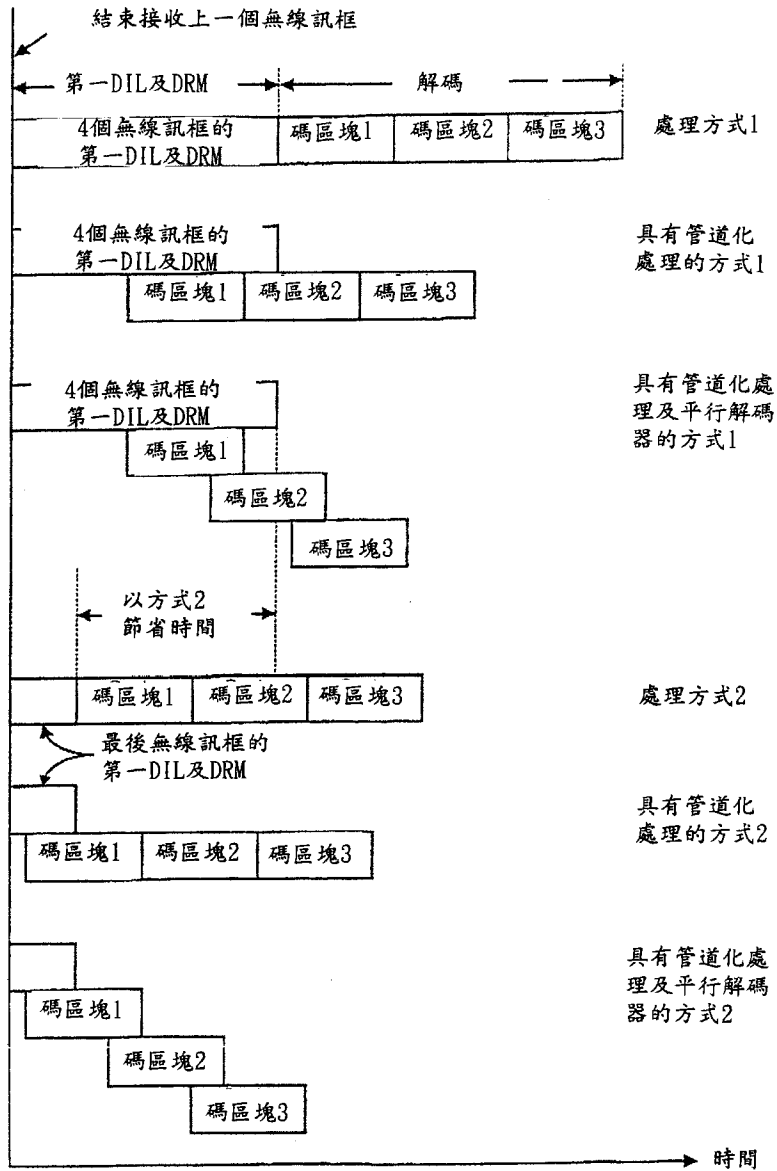 結束接收上一個無線訊框
第一DIL及DRM
解碼
4個無線訊框的
第一DIL及DRM
碼區塊1
碼區塊2
碼區塊3
處理方式1
4個無線訊框的
第一DIL及DRM
碼區塊1
碼區塊2
碼區塊3
具有管道化
處理的方式1
4個無線訊框的
第一DIL及DRM
碼區塊1
碼區塊2
碼區塊3
具有管道化處
理及平行解碼
器的方式1
以方式2
節省時間
碼區塊1
碼區塊2
碼區塊3
處理方式2
最後無線訊框的
第一DIL及DRM
碼區塊1
碼區塊2
碼區塊3
具有管道化
處理的方式2
碼區塊1
碼區塊2
碼區塊3
具有管道化處
理及平行解碼
器的方式2
時間